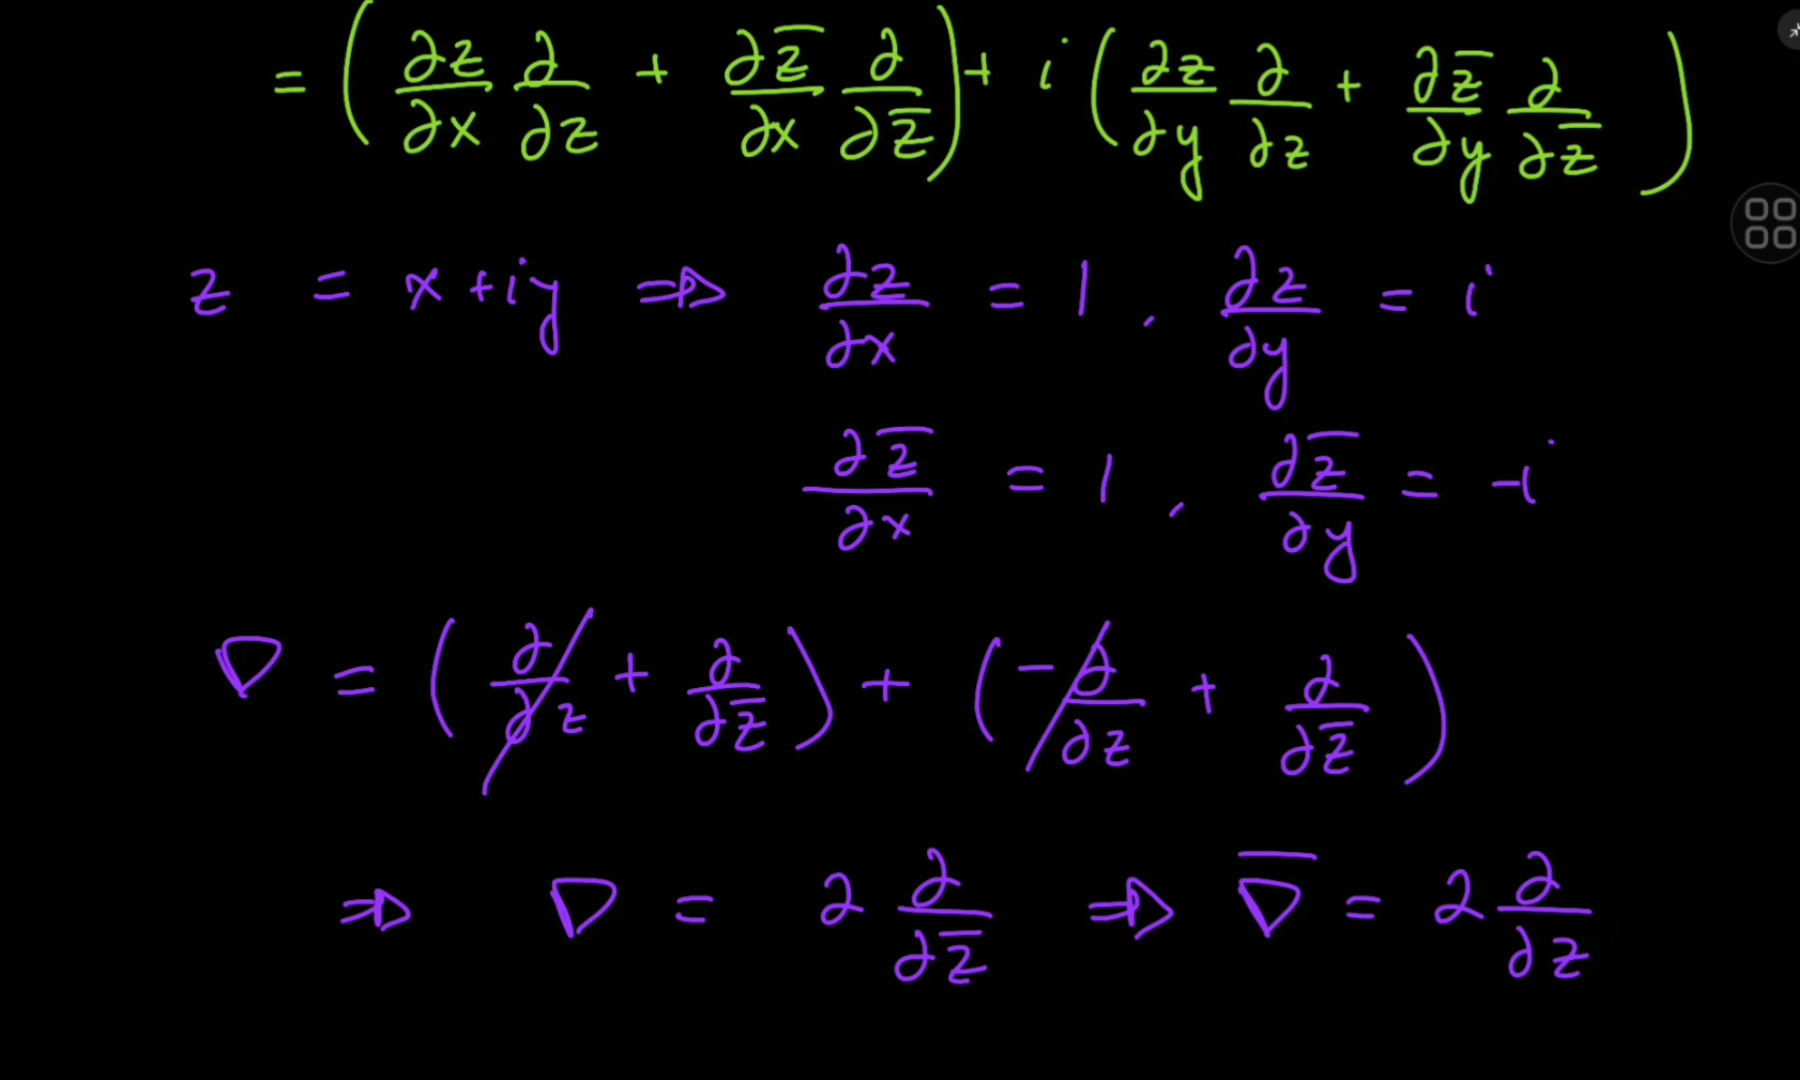 = (∂z/∂x ∂/∂z + ∂z̅/∂x ∂/∂z̅) + i (∂z/∂y ∂/∂z + ∂z̅/∂y ∂/∂z̅)
z = x + iy ⇒ ∂z/∂x = 1 , ∂z/∂y = i
∂z̅/∂x = 1 , ∂z̅/∂y = -i
∇ = (∂/∂z + ∂/∂z̅) + (-∂/∂z + ∂/∂z̅)
⇒ ∇ = 2 ∂/∂z̅ ⇒ ∇̅ = 2 ∂/∂z